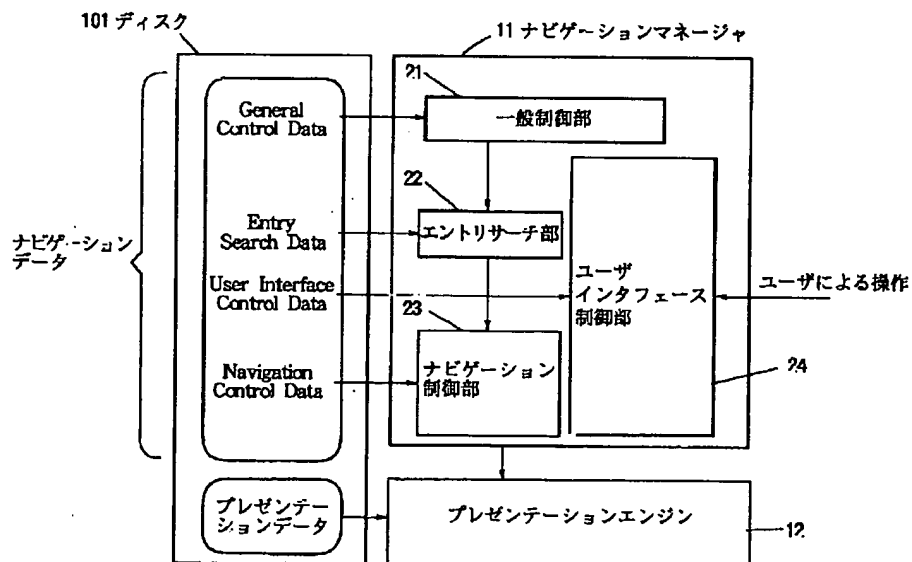 101 ディスク
11 ナビゲーションマネージャ
21
General
Control Data
一般制御部
22
Entry
Search Data
エントリサーチ部
ナビゲーション
データ
User Interface
Control Data
ユーザ
インタフェース
制御部
ユーザによる操作
23
Navigation
Control Data
ナビゲーション
制御部
24
プレゼンテー
ションデータ
プレゼンテーションエンジン
12